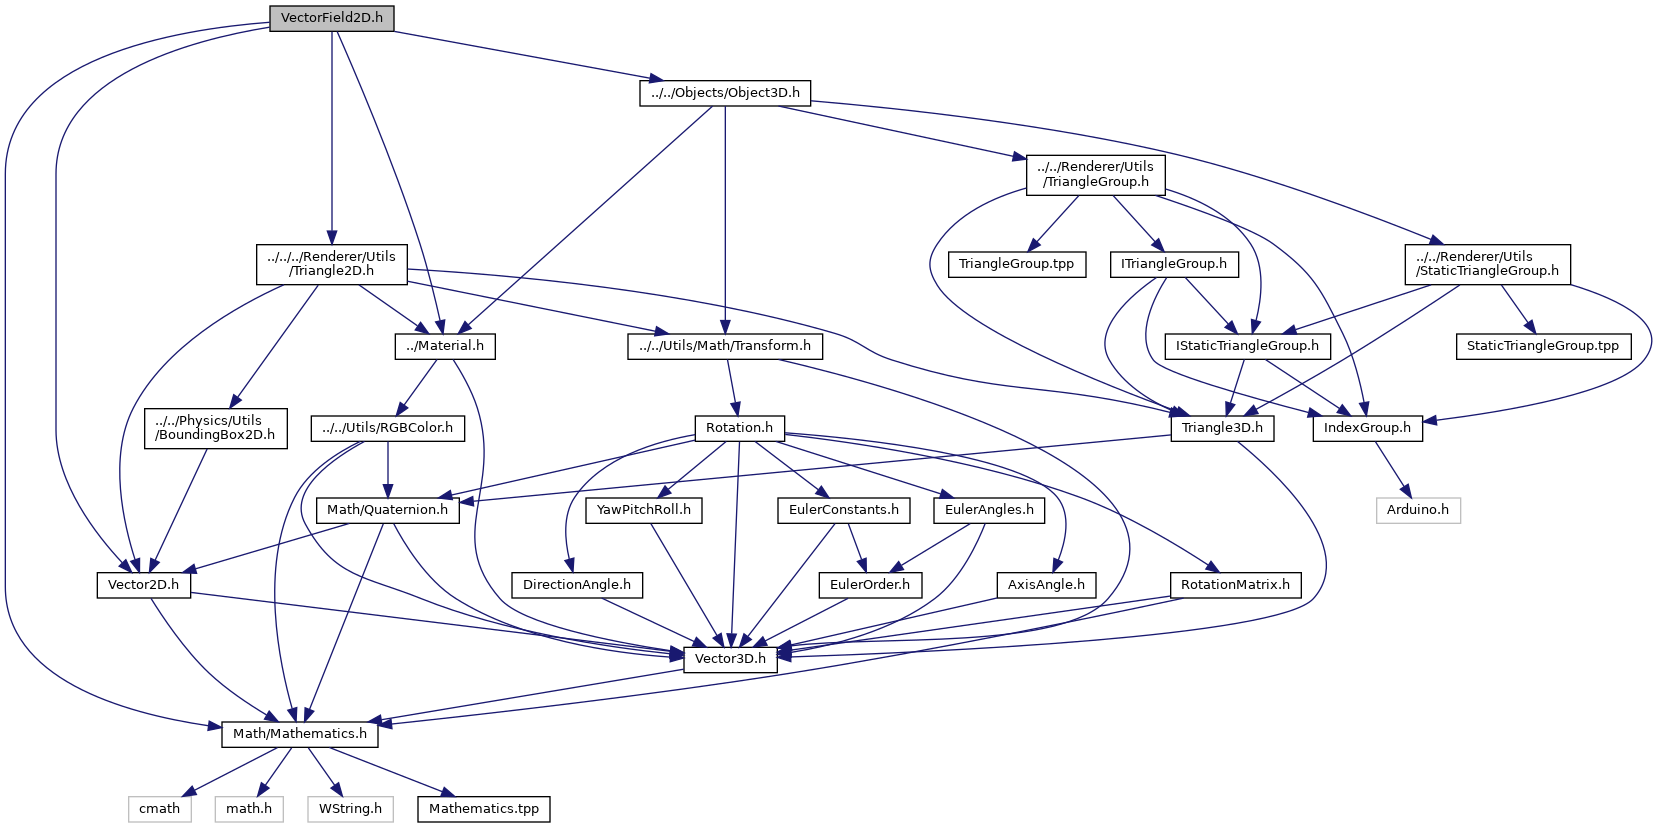 VectorField2D.h
../../Objects/Object3D.h
../../Renderer/Utils
/TriangleGroup.h
../../../Renderer/Utils
/Triangle2D.h
TriangleGroup.tpp
ITriangleGroup.h
../../Renderer/Utils
/StaticTriangleGroup.h
../Material.h
../../Utils/Math/Transform.h
IStaticTriangleGroup.h
StaticTriangleGroup.tpp
../../Physics/Utils
/BoundingBox2D.h
../../Utils/RGBColor.h
Rotation.h
Triangle3D.h
IndexGroup.h
Math/Quaternion.h
YawPitchRoll.h
EulerConstants.h
EulerAngles.h
Arduino.h
Vector2D.h
DirectionAngle.h
EulerOrder.h
AxisAngle.h
RotationMatrix.h
Vector3D.h
Math/Mathematics.h
cmath
math.h
WString.h
Mathematics.tpp